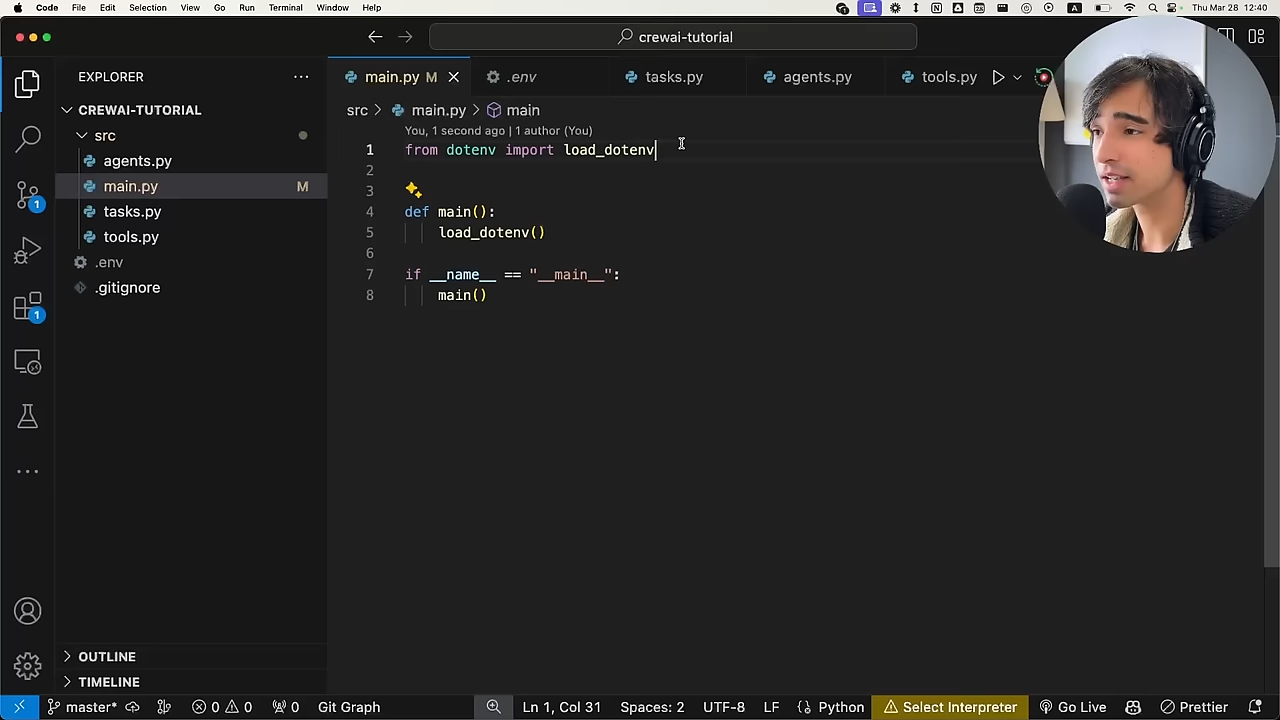 Code File Edit Selection View Go Run Terminal Window Help A Thu Mar 28 12:40
crewai-tutorial
EXPLORER
main.py M
.env
tasks.py
agents.py
tools.py
CREWAI-TUTORIAL
src
agents.py
main.py M
tasks.py
tools.py
.env
.gitignore
src > main.py > main
You, 1 second ago | 1 author (You)
1 from dotenv import load_dotenv
2
3
4 def main():
5 load_dotenv()
6
7 if __name__ == "__main__":
8 main()
1
1
OUTLINE
TIMELINE
master* 0 0 0 Git Graph Ln 1, Col 31 Spaces: 2 UTF-8 LF Python Select Interpreter Go Live Prettier